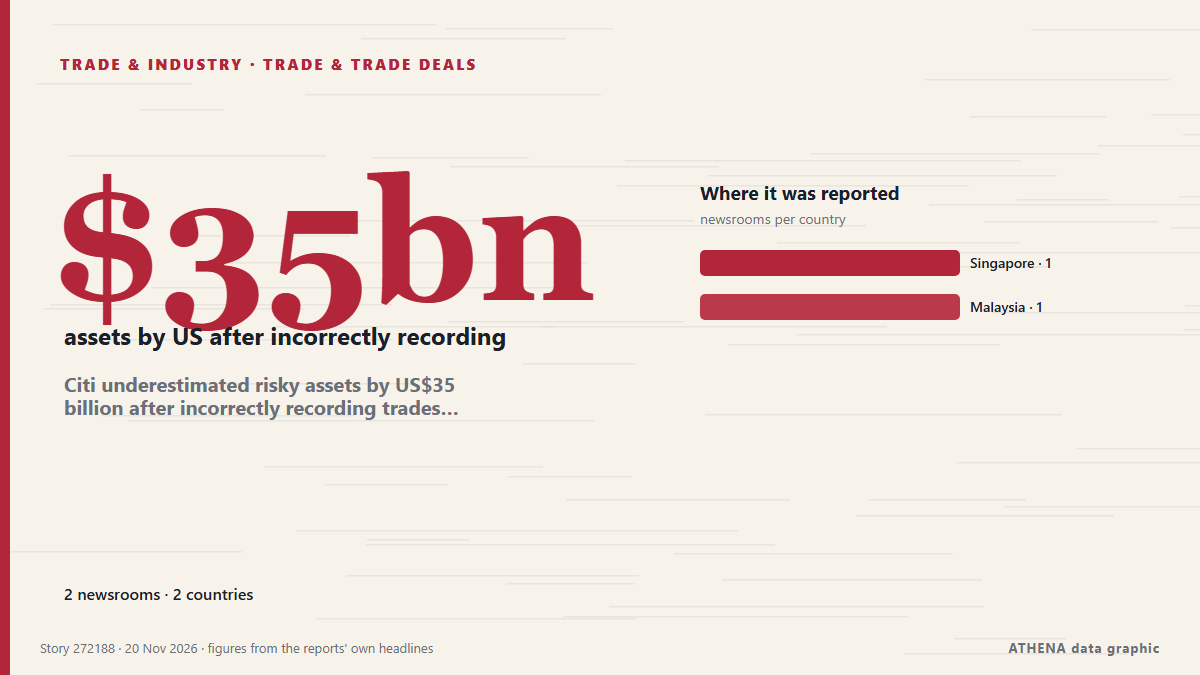 TRADE & INDUSTRY · TRADE & TRADE DEALS
$35bn
assets by US after incorrectly recording
Citi underestimated risky assets by US$35
billion after incorrectly recording trades…
Where it was reported
newsrooms per country
Singapore · 1
Malaysia · 1
2 newsrooms · 2 countries
Story 272188 · 20 Nov 2026 · figures from the reports' own headlines
ATHENA data graphic